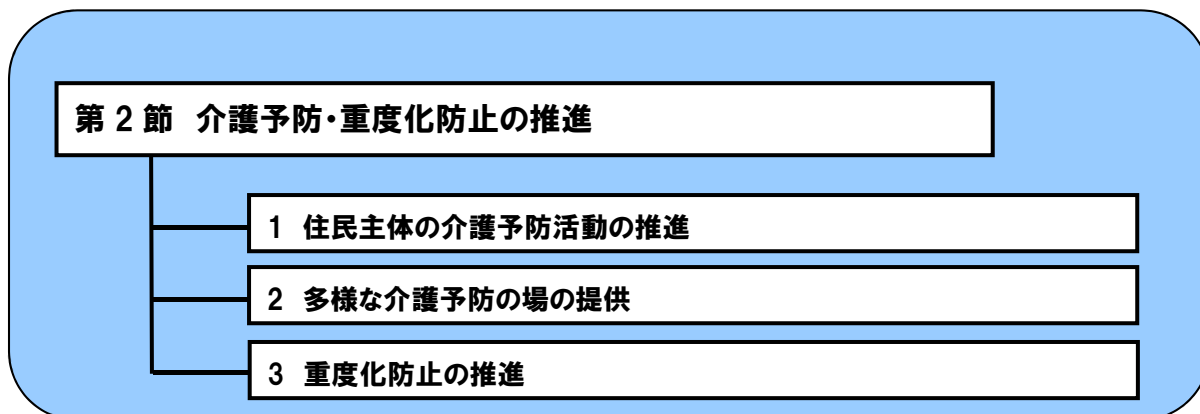 第2節 介護予防・重度化防止の推進
1 住民主体の介護予防活動の推進
2 多様な介護予防の場の提供
3 重度化防止の推進